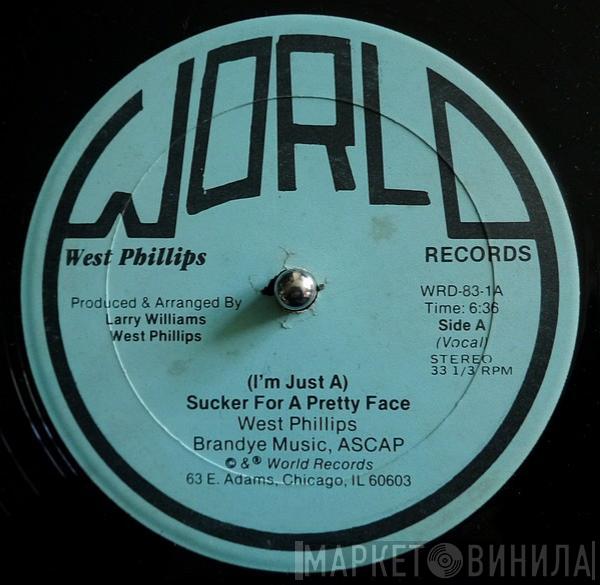 WORLD
West Phillips
RECORDS
Produced & Arranged By
Larry Williams
West Phillips
WRD-83-1A
Time: 6:36
Side A
(Vocal)
STEREO
33 1/3 RPM
(I'm Just A)
Sucker For A Pretty Face
West Phillips
Brandye Music, ASCAP
© & ® World Records
63 E. Adams, Chicago, IL 60603
МАРКЕТ ВИНИЛА